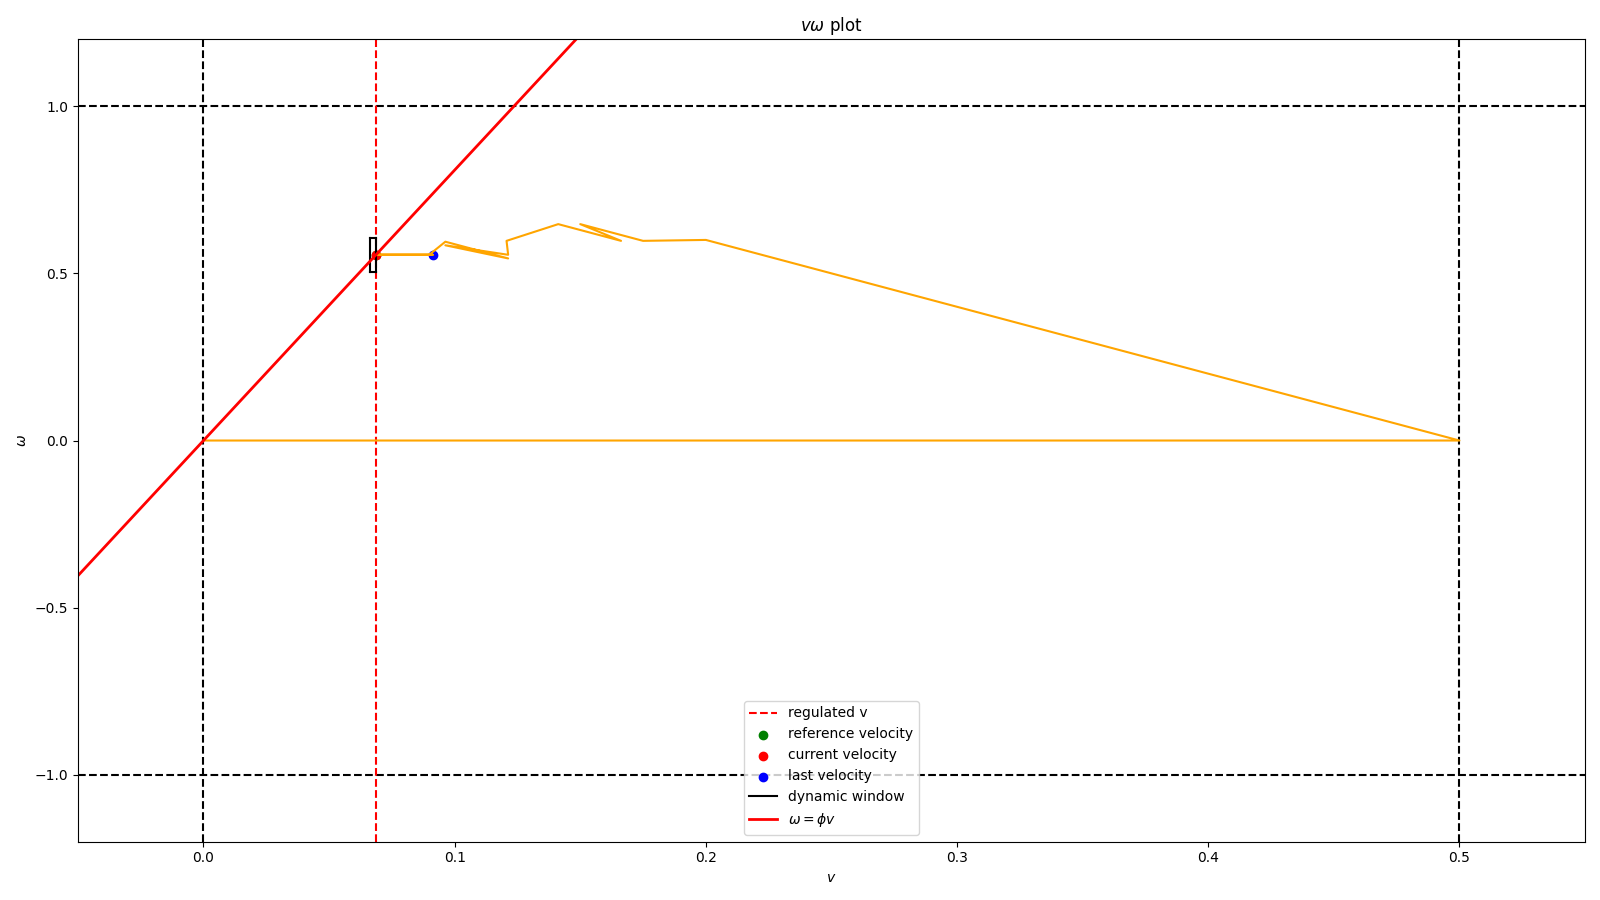 vω plot
1.0
0.5
0.0
−0.5
−1.0
ω
regulated v
reference velocity
current velocity
last velocity
dynamic window
ω = ϕv
0.0 0.1 0.2 0.3 0.4 0.5
v